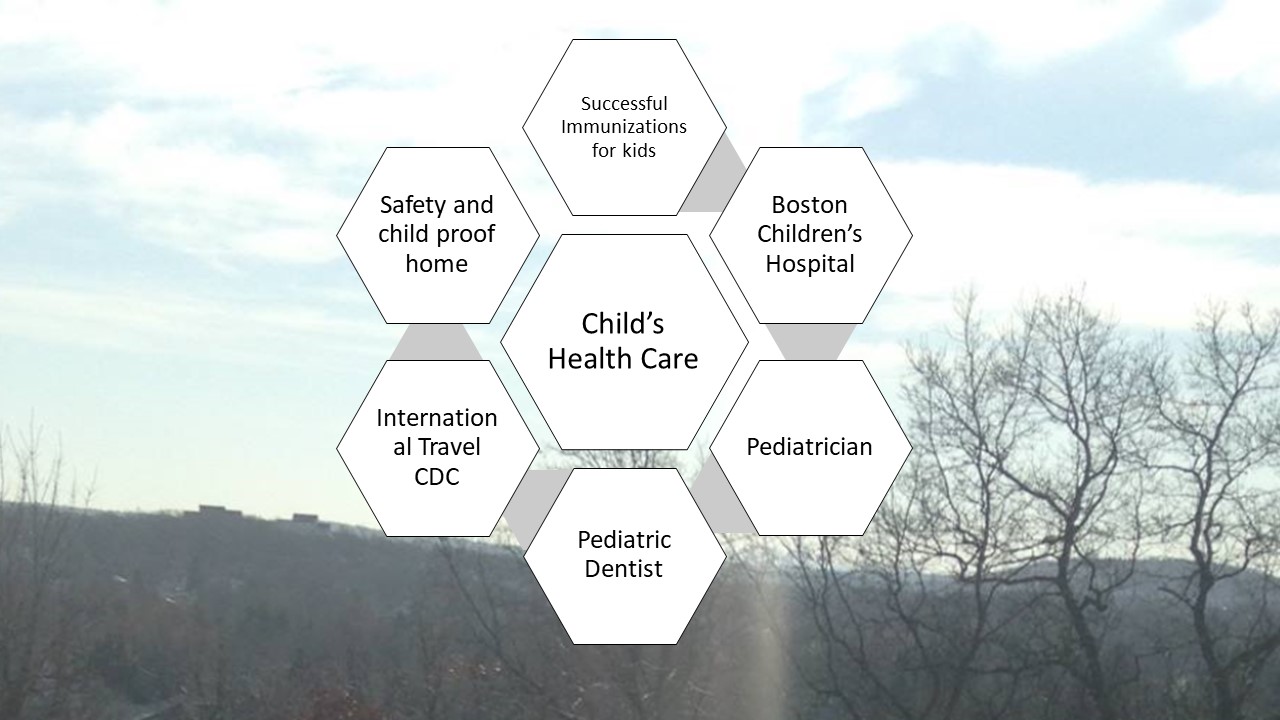 Successful
Immunizations
for kids
Boston
Children’s
Hospital
Pediatrician
Pediatric
Dentist
Internation
al Travel
CDC
Safety and
child proof
home
Child’s
Health Care